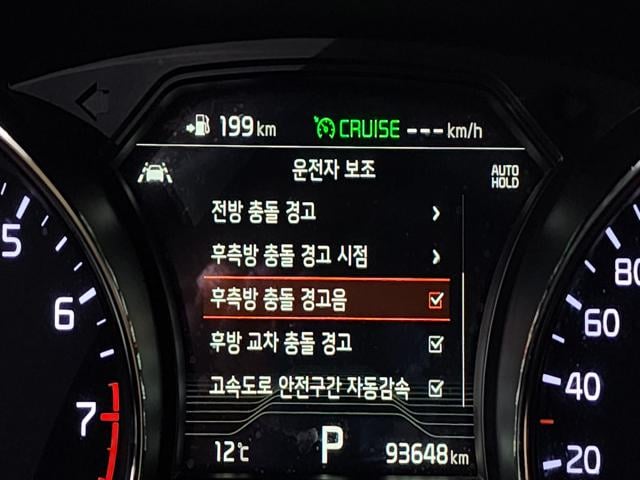 199 km CRUISE --- km/h
운전자 보조
AUTO HOLD
전방 충돌 경고
후측방 충돌 경고 시점
후측방 충돌 경고음
후방 교차 충돌 경고
고속도로 안전구간 자동감속
12℃ P 93648 km
5
6
7
80
60
40
20